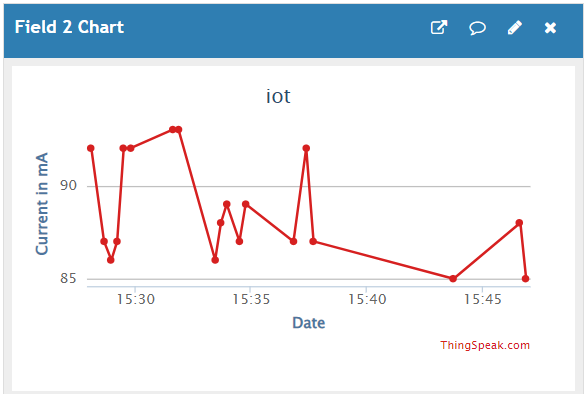 Field 2 Chart
iot
Current in mA
90
85
15:30 15:35 15:40 15:45
Date
ThingSpeak.com